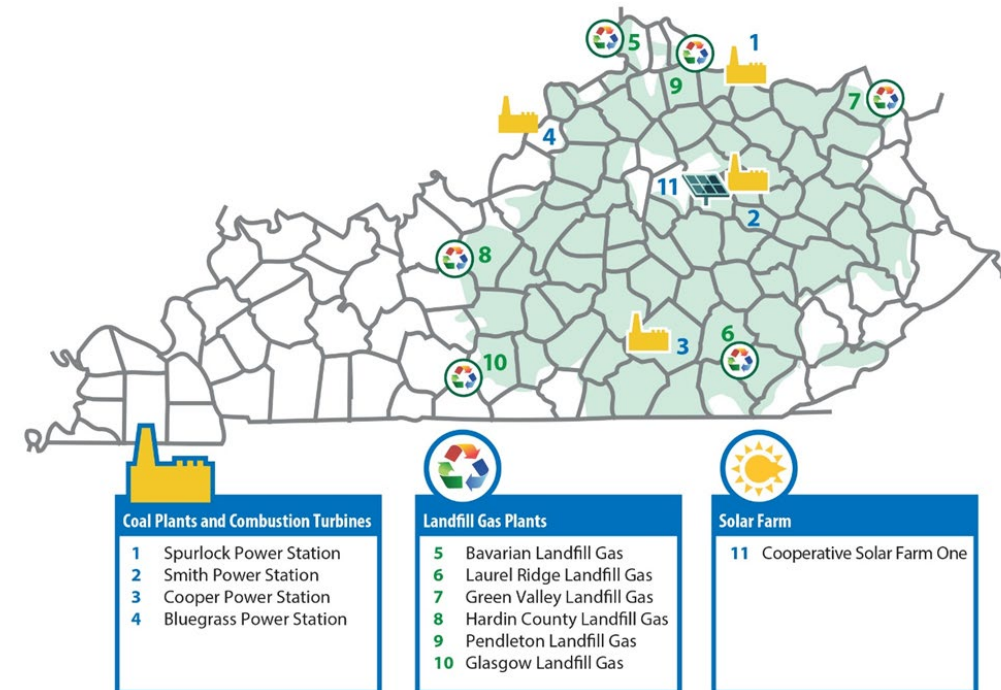 5
1
9
7
4
11
2
8
3
6
10
Coal Plants and Combustion Turbines
1 Spurlock Power Station
2 Smith Power Station
3 Cooper Power Station
4 Bluegrass Power Station
Landfill Gas Plants
5 Bavarian Landfill Gas
6 Laurel Ridge Landfill Gas
7 Green Valley Landfill Gas
8 Hardin County Landfill Gas
9 Pendleton Landfill Gas
10 Glasgow Landfill Gas
Solar Farm
11 Cooperative Solar Farm One